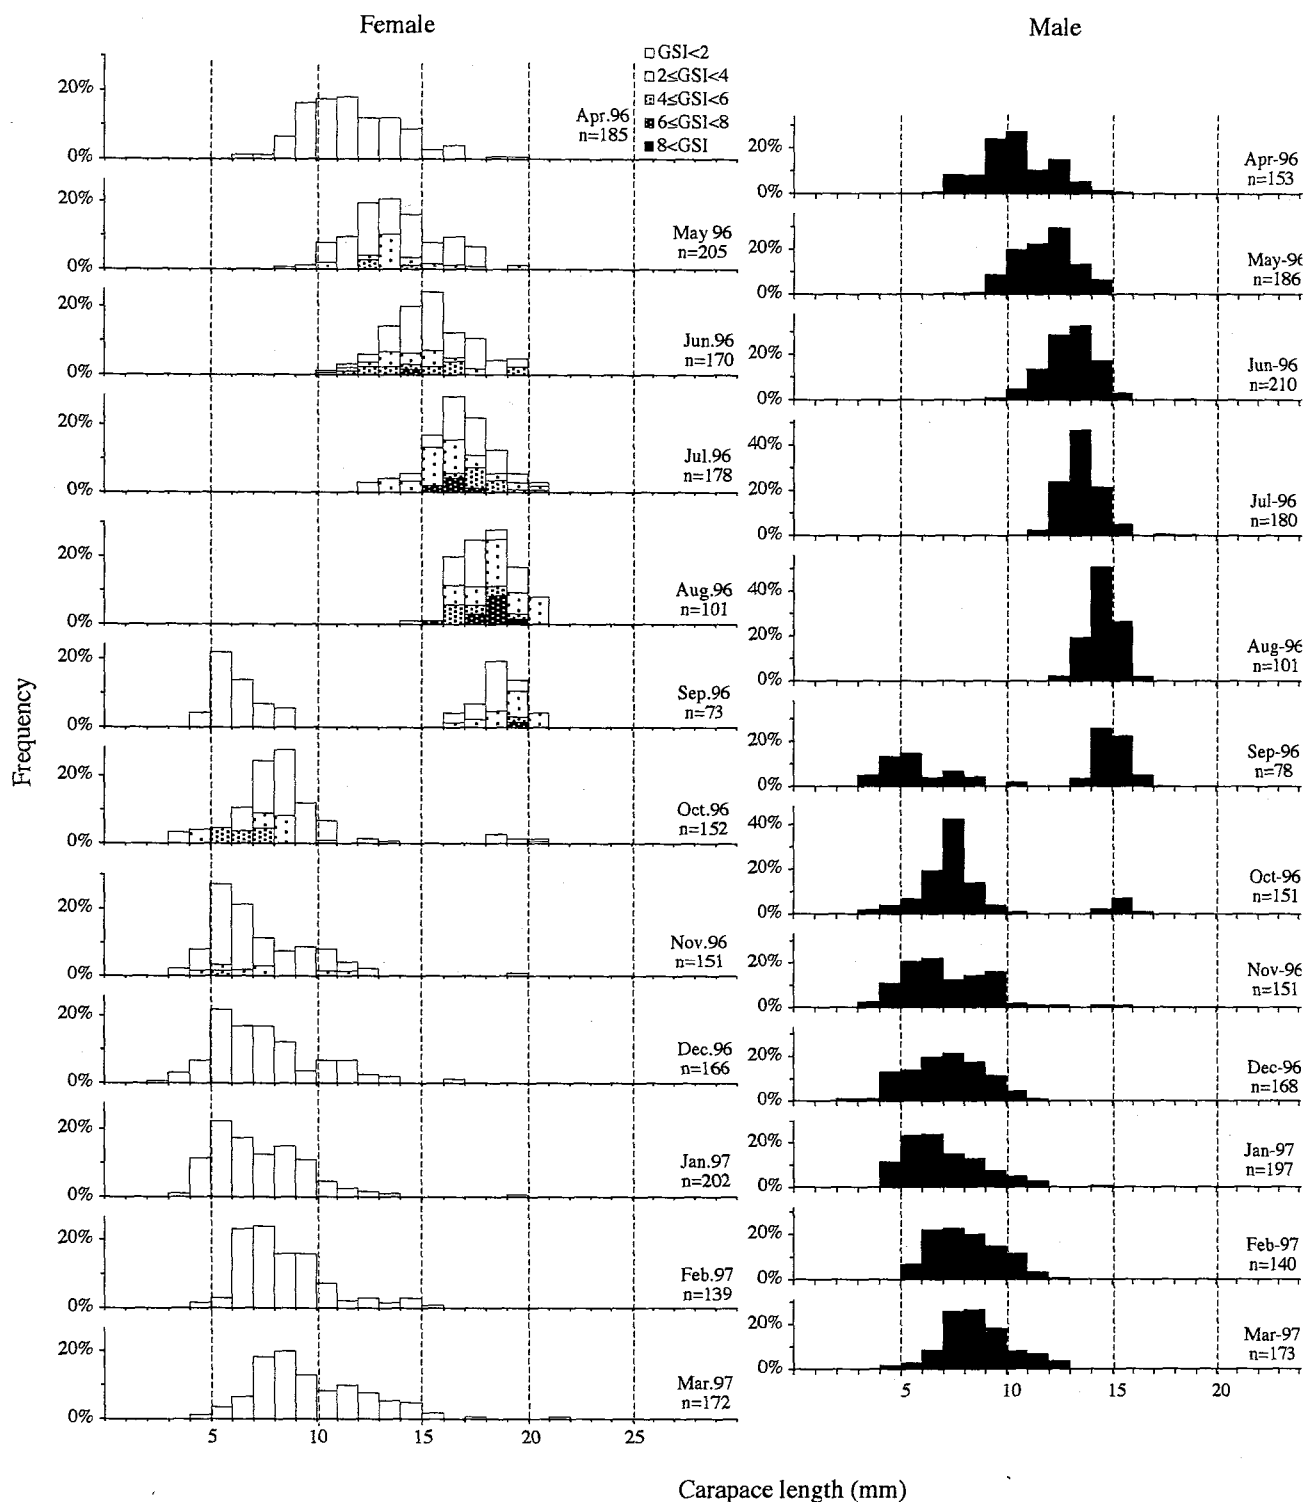 Female
Male
GSI<2
2≤GSI<4
4≤GSI<6
6≤GSI<8
8<GSI
20%
0%
Apr.96
n=185
20%
0%
May 96
n=205
20%
0%
Jun.96
n=170
20%
0%
Jul.96
n=178
20%
0%
Aug.96
n=101
20%
0%
Sep.96
n=73
20%
0%
Oct.96
n=152
20%
0%
Nov.96
n=151
20%
0%
Dec.96
n=166
20%
0%
Jan.97
n=202
20%
0%
Feb.97
n=139
20%
0%
Mar.97
n=172
5 10 15 20 25
20%
0%
Apr-96
n=153
20%
0%
May-96
n=186
20%
0%
Jun-96
n=210
40%
20%
0%
Jul-96
n=180
40%
20%
0%
Aug-96
n=101
20%
0%
Sep-96
n=78
40%
20%
0%
Oct-96
n=151
20%
0%
Nov-96
n=151
20%
0%
Dec-96
n=168
20%
0%
Jan-97
n=197
20%
0%
Feb-97
n=140
20%
0%
Mar-97
n=173
5 10 15 20
Frequency
Carapace length (mm)